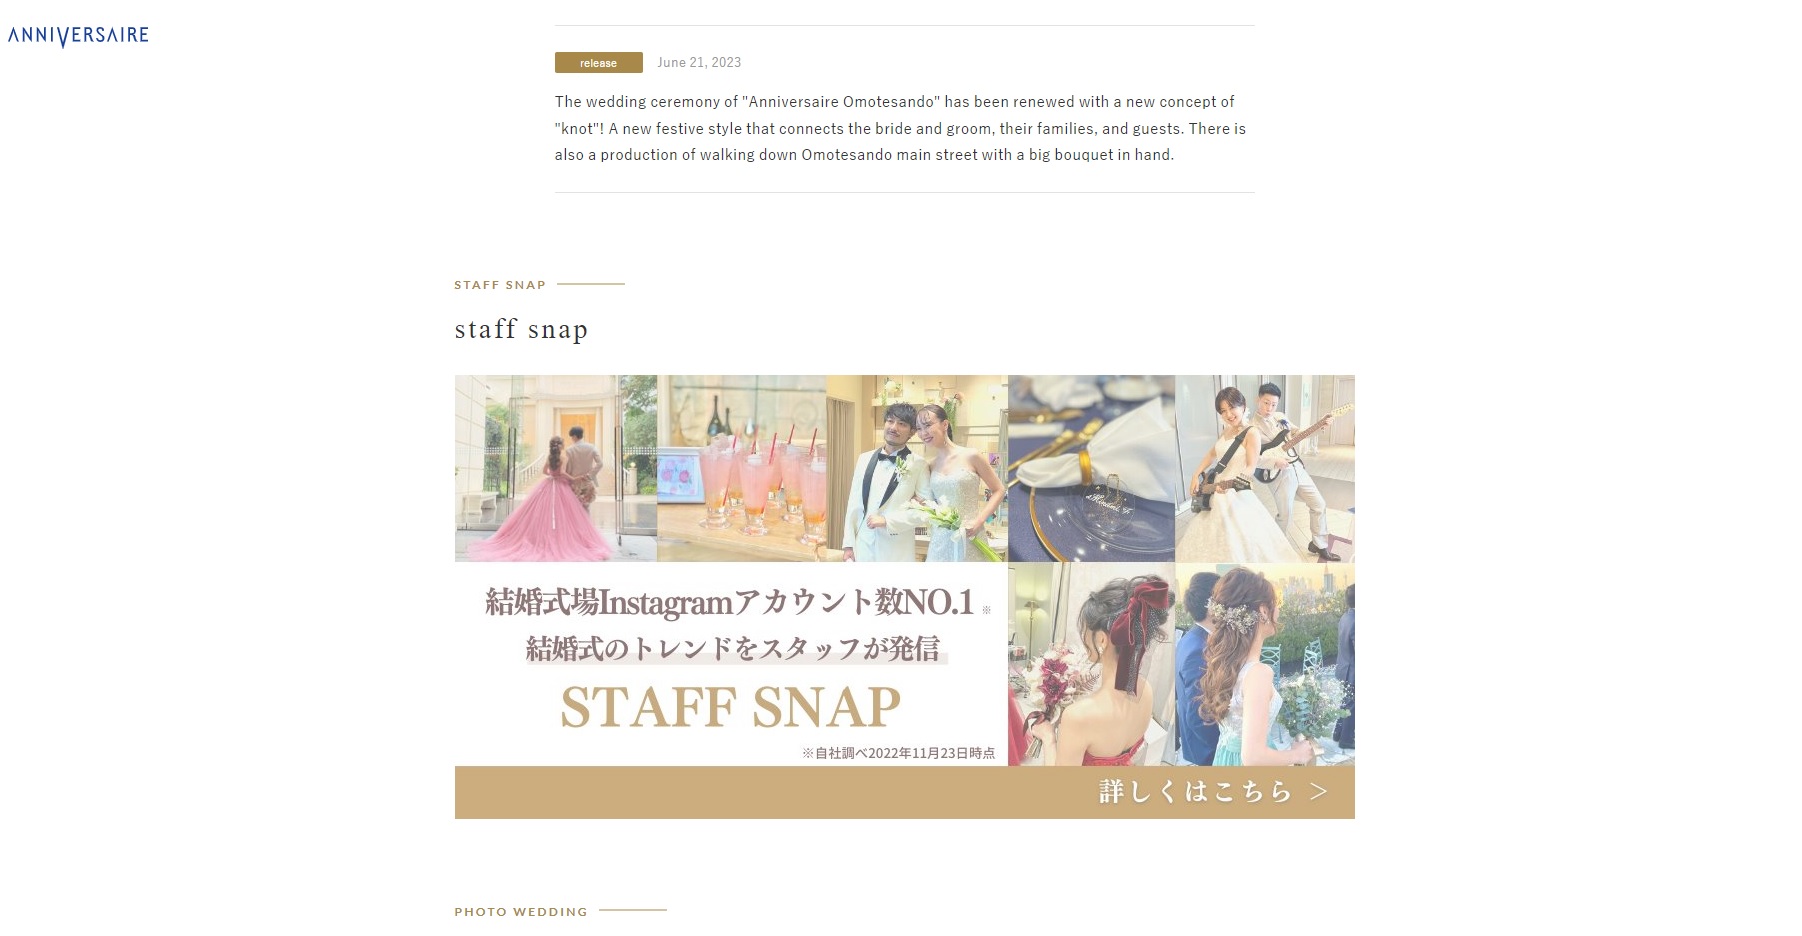 ANNIVERSAIRE
release June 21, 2023
The wedding ceremony of "Anniversaire Omotesando" has been renewed with a new concept of
"knot"! A new festive style that connects the bride and groom, their families, and guests. There is
also a production of walking down Omotesando main street with a big bouquet in hand.
STAFF SNAP
staff snap
結婚式場Instagramアカウント数NO.1 ※
結婚式のトレンドをスタッフが発信
STAFF SNAP
※自社調べ2022年11月23日時点
詳しくはこちら >
PHOTO WEDDING